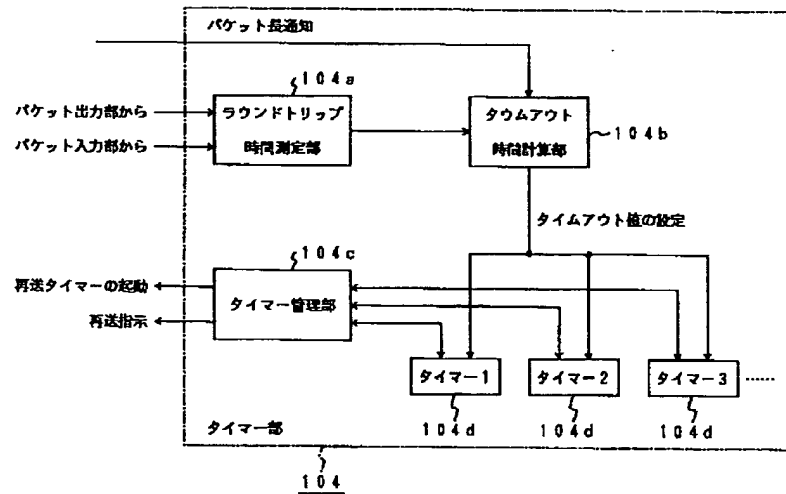 パケット長通知
104a
パケット出力部から
パケット入力部から
ラウンドトリップ
時間測定部
タウムアウト
時間計算部
104b
タイムアウト値の設定
104c
再送タイマーの起動
再送指示
タイマー管理部
タイマー1
タイマー2
タイマー3
……
104d
104d
104d
タイマー部
104